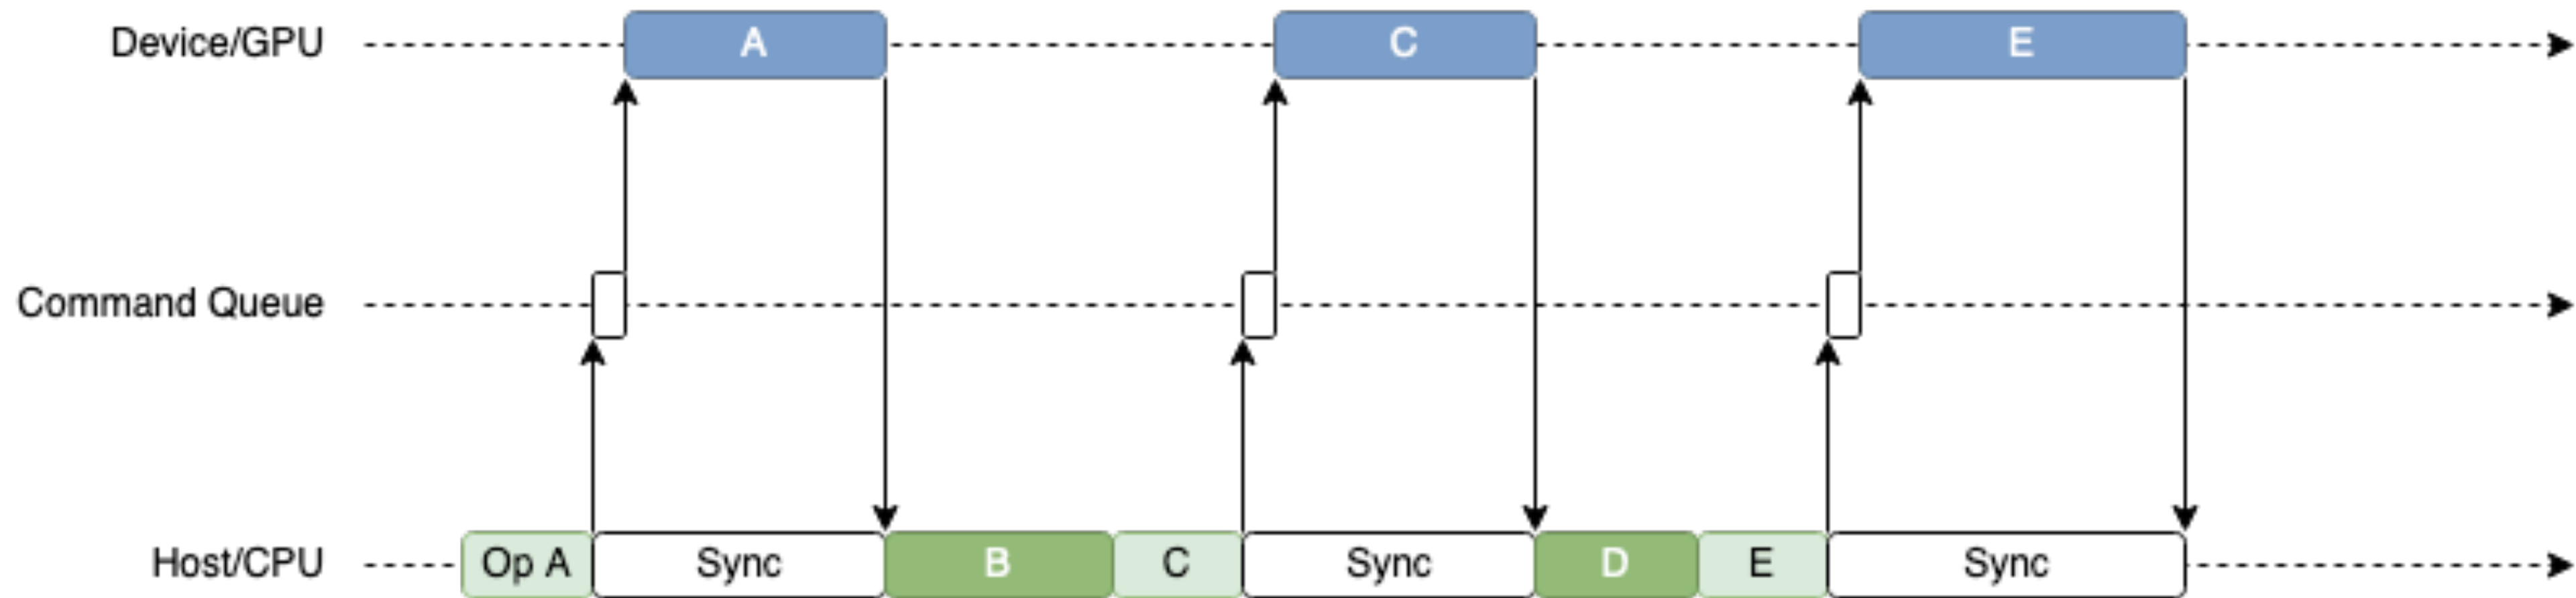 Device/GPU
A
C
E
Command Queue
Host/CPU
Op A
Sync
B
C
Sync
D
E
Sync